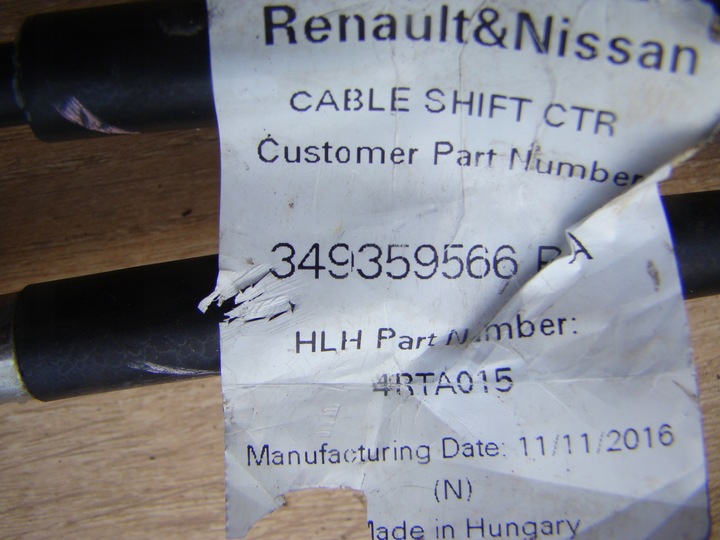 Renault&Nissan
CABLE SHIFT CTR
Customer Part Number
349359566
HLH Part Number:
4RTA015
Manufacturing Date: 11/11/2016
(N)
Made in Hungary